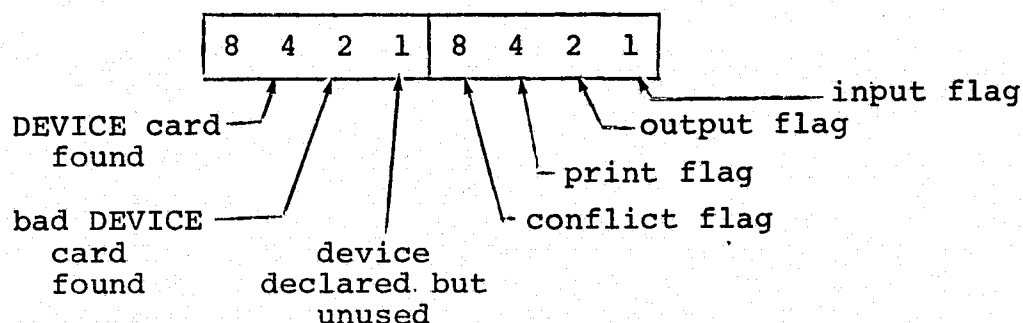 8 4 2 1 8 4 2 1
input flag
DEVICE card
found
output flag
print flag
bad DEVICE
card
found
conflict flag
device
declared but
unused